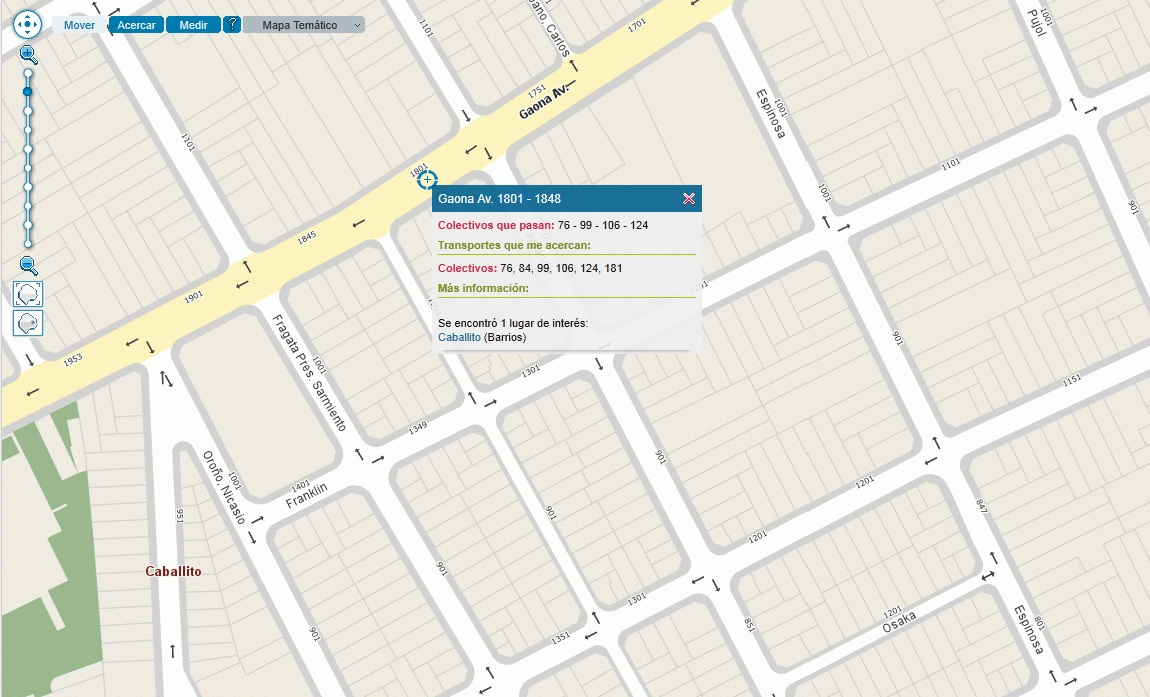 Mover
Acercar
Medir
?
Mapa Temático
1101
ano, Carlos
1701
1001
Pujol
1751
Gaona Av.
Espinosa
1001
1101
1801
1101
1001
901
Gaona Av. 1801 - 1848
Colectivos que pasan: 76 - 99 - 106 - 124
Transportes que me acercan:
Colectivos: 76, 84, 99, 106, 124, 181
Más información:
Se encontró 1 lugar de interés:
Caballito (Barrios)
1845
1901
1953
Fragata Pres. Sarmiento
1001
1301
901
1151
1349
901
Oroño, Nicasio
1001
1401
Franklin
1201
951
901
847
1201
Caballito
901
1301
1201
Osaka
Espinosa
801
901
1351
851